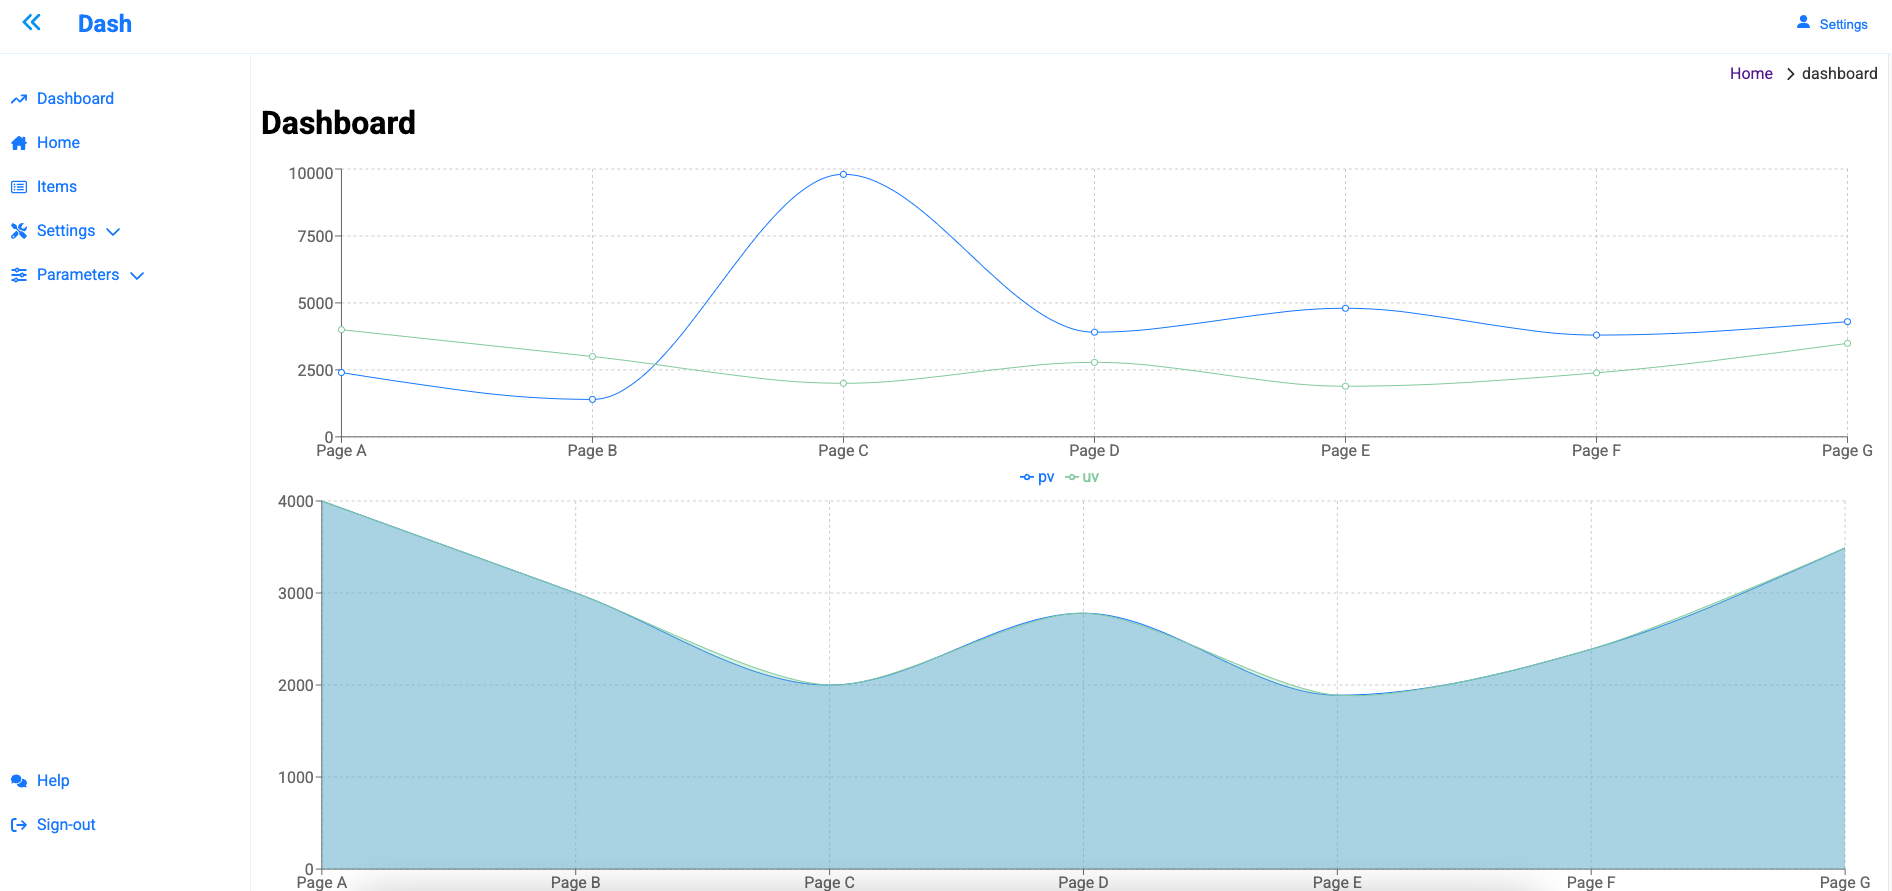 Dash
Settings
Home dashboard
Dashboard
Home
Items
Settings
Parameters
Help
Sign-out
Dashboard
10000
7500
5000
2500
0
Page A Page B Page C Page D Page E Page F Page G
pv uv
4000
3000
2000
1000
0
Page A Page B Page C Page D Page E Page F Page G